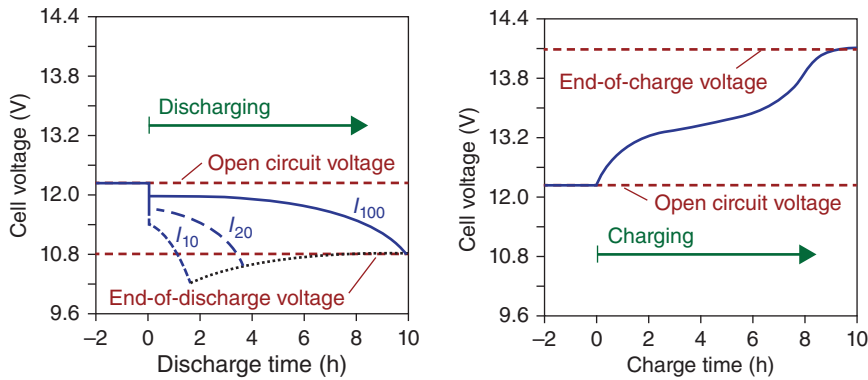 14.4
13.8
13.2
12.0
10.8
9.6
Cell voltage (V)
Discharging
Open circuit voltage
I100
I20
I10
End-of-discharge voltage
−2 0 2 4 6 8 10
Discharge time (h)
14.4
13.8
13.2
12.0
10.8
9.6
Cell voltage (V)
End-of-charge voltage
Open circuit voltage
Charging
−2 0 2 4 6 8 10
Charge time (h)